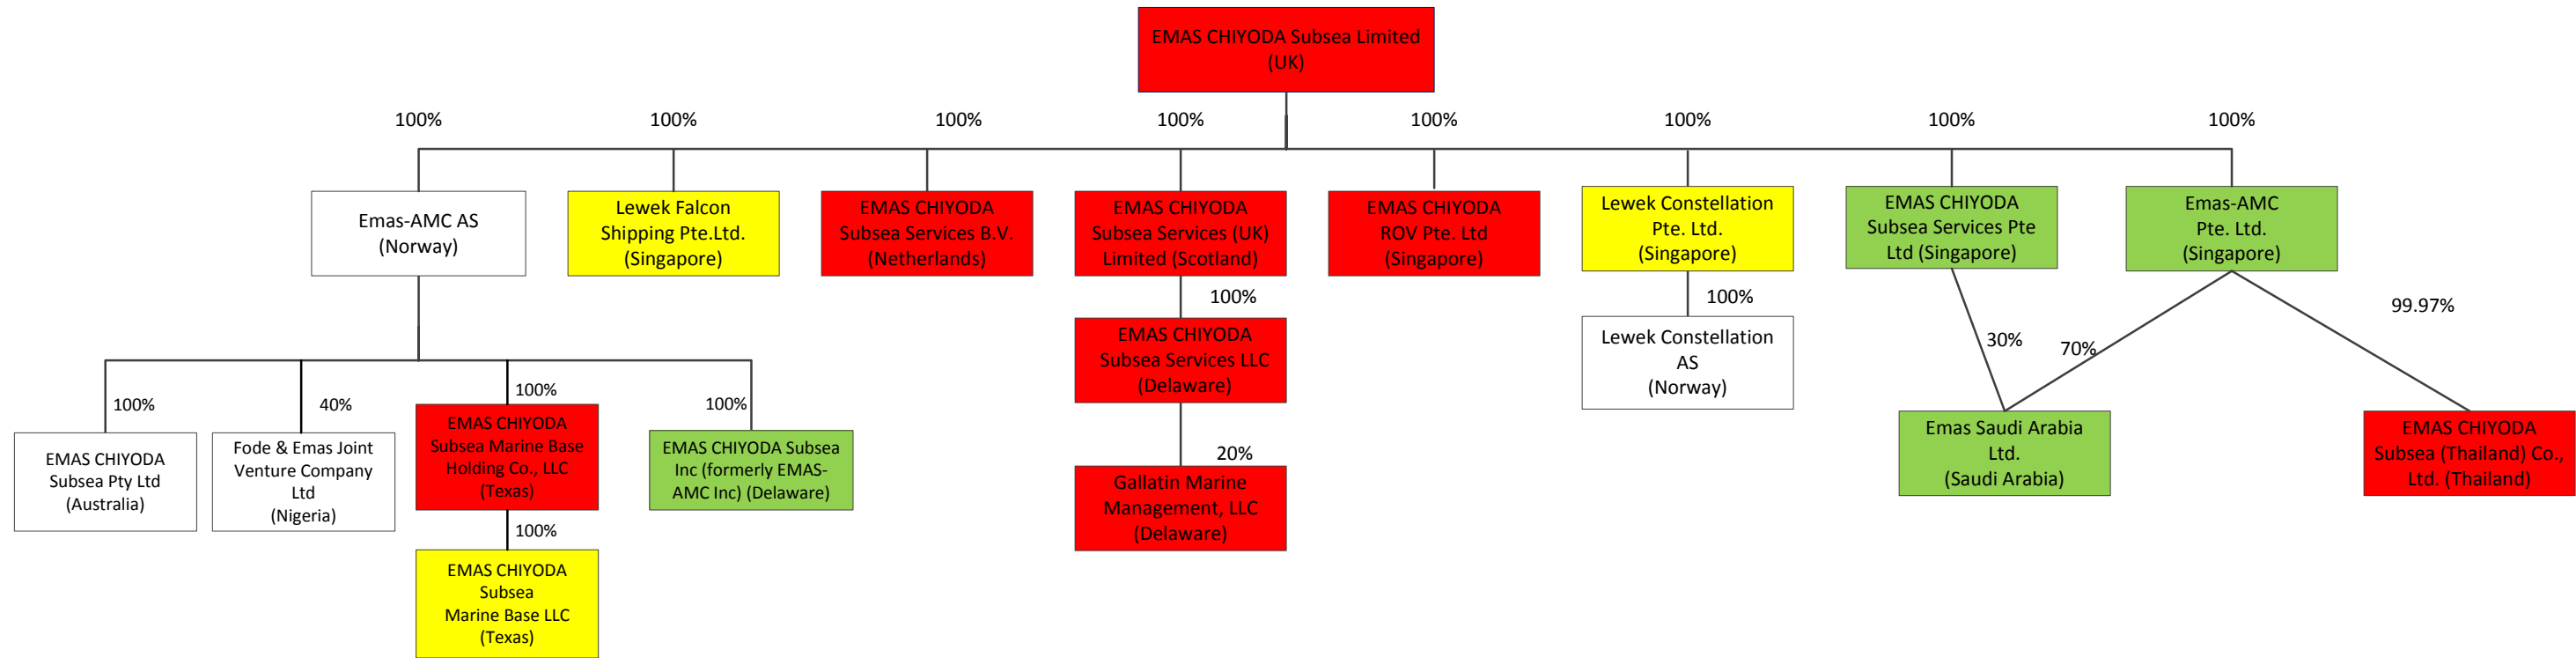 EMAS CHIYODA Subsea Limited
(UK)
100%
100%
100%
100%
100%
100%
100%
100%
Emas-AMC AS
(Norway)
Lewek Falcon
Shipping Pte.Ltd.
(Singapore)
EMAS CHIYODA
Subsea Services B.V.
(Netherlands)
EMAS CHIYODA
Subsea Services (UK)
Limited (Scotland)
EMAS CHIYODA
ROV Pte. Ltd
(Singapore)
Lewek Constellation
Pte. Ltd.
(Singapore)
EMAS CHIYODA
Subsea Services Pte
Ltd (Singapore)
Emas-AMC
Pte. Ltd.
(Singapore)
100%
100%
99.97%
EMAS CHIYODA
Subsea Services LLC
(Delaware)
Lewek Constellation
AS
(Norway)
30%
70%
100%
40%
100%
100%
EMAS CHIYODA
Subsea Pty Ltd
(Australia)
Fode & Emas Joint
Venture Company
Ltd
(Nigeria)
EMAS CHIYODA
Subsea Marine Base
Holding Co., LLC
(Texas)
EMAS CHIYODA Subsea
Inc (formerly EMAS-
AMC Inc) (Delaware)
20%
Gallatin Marine
Management, LLC
(Delaware)
Emas Saudi Arabia
Ltd.
(Saudi Arabia)
EMAS CHIYODA
Subsea (Thailand) Co.,
Ltd. (Thailand)
100%
EMAS CHIYODA
Subsea
Marine Base LLC
(Texas)